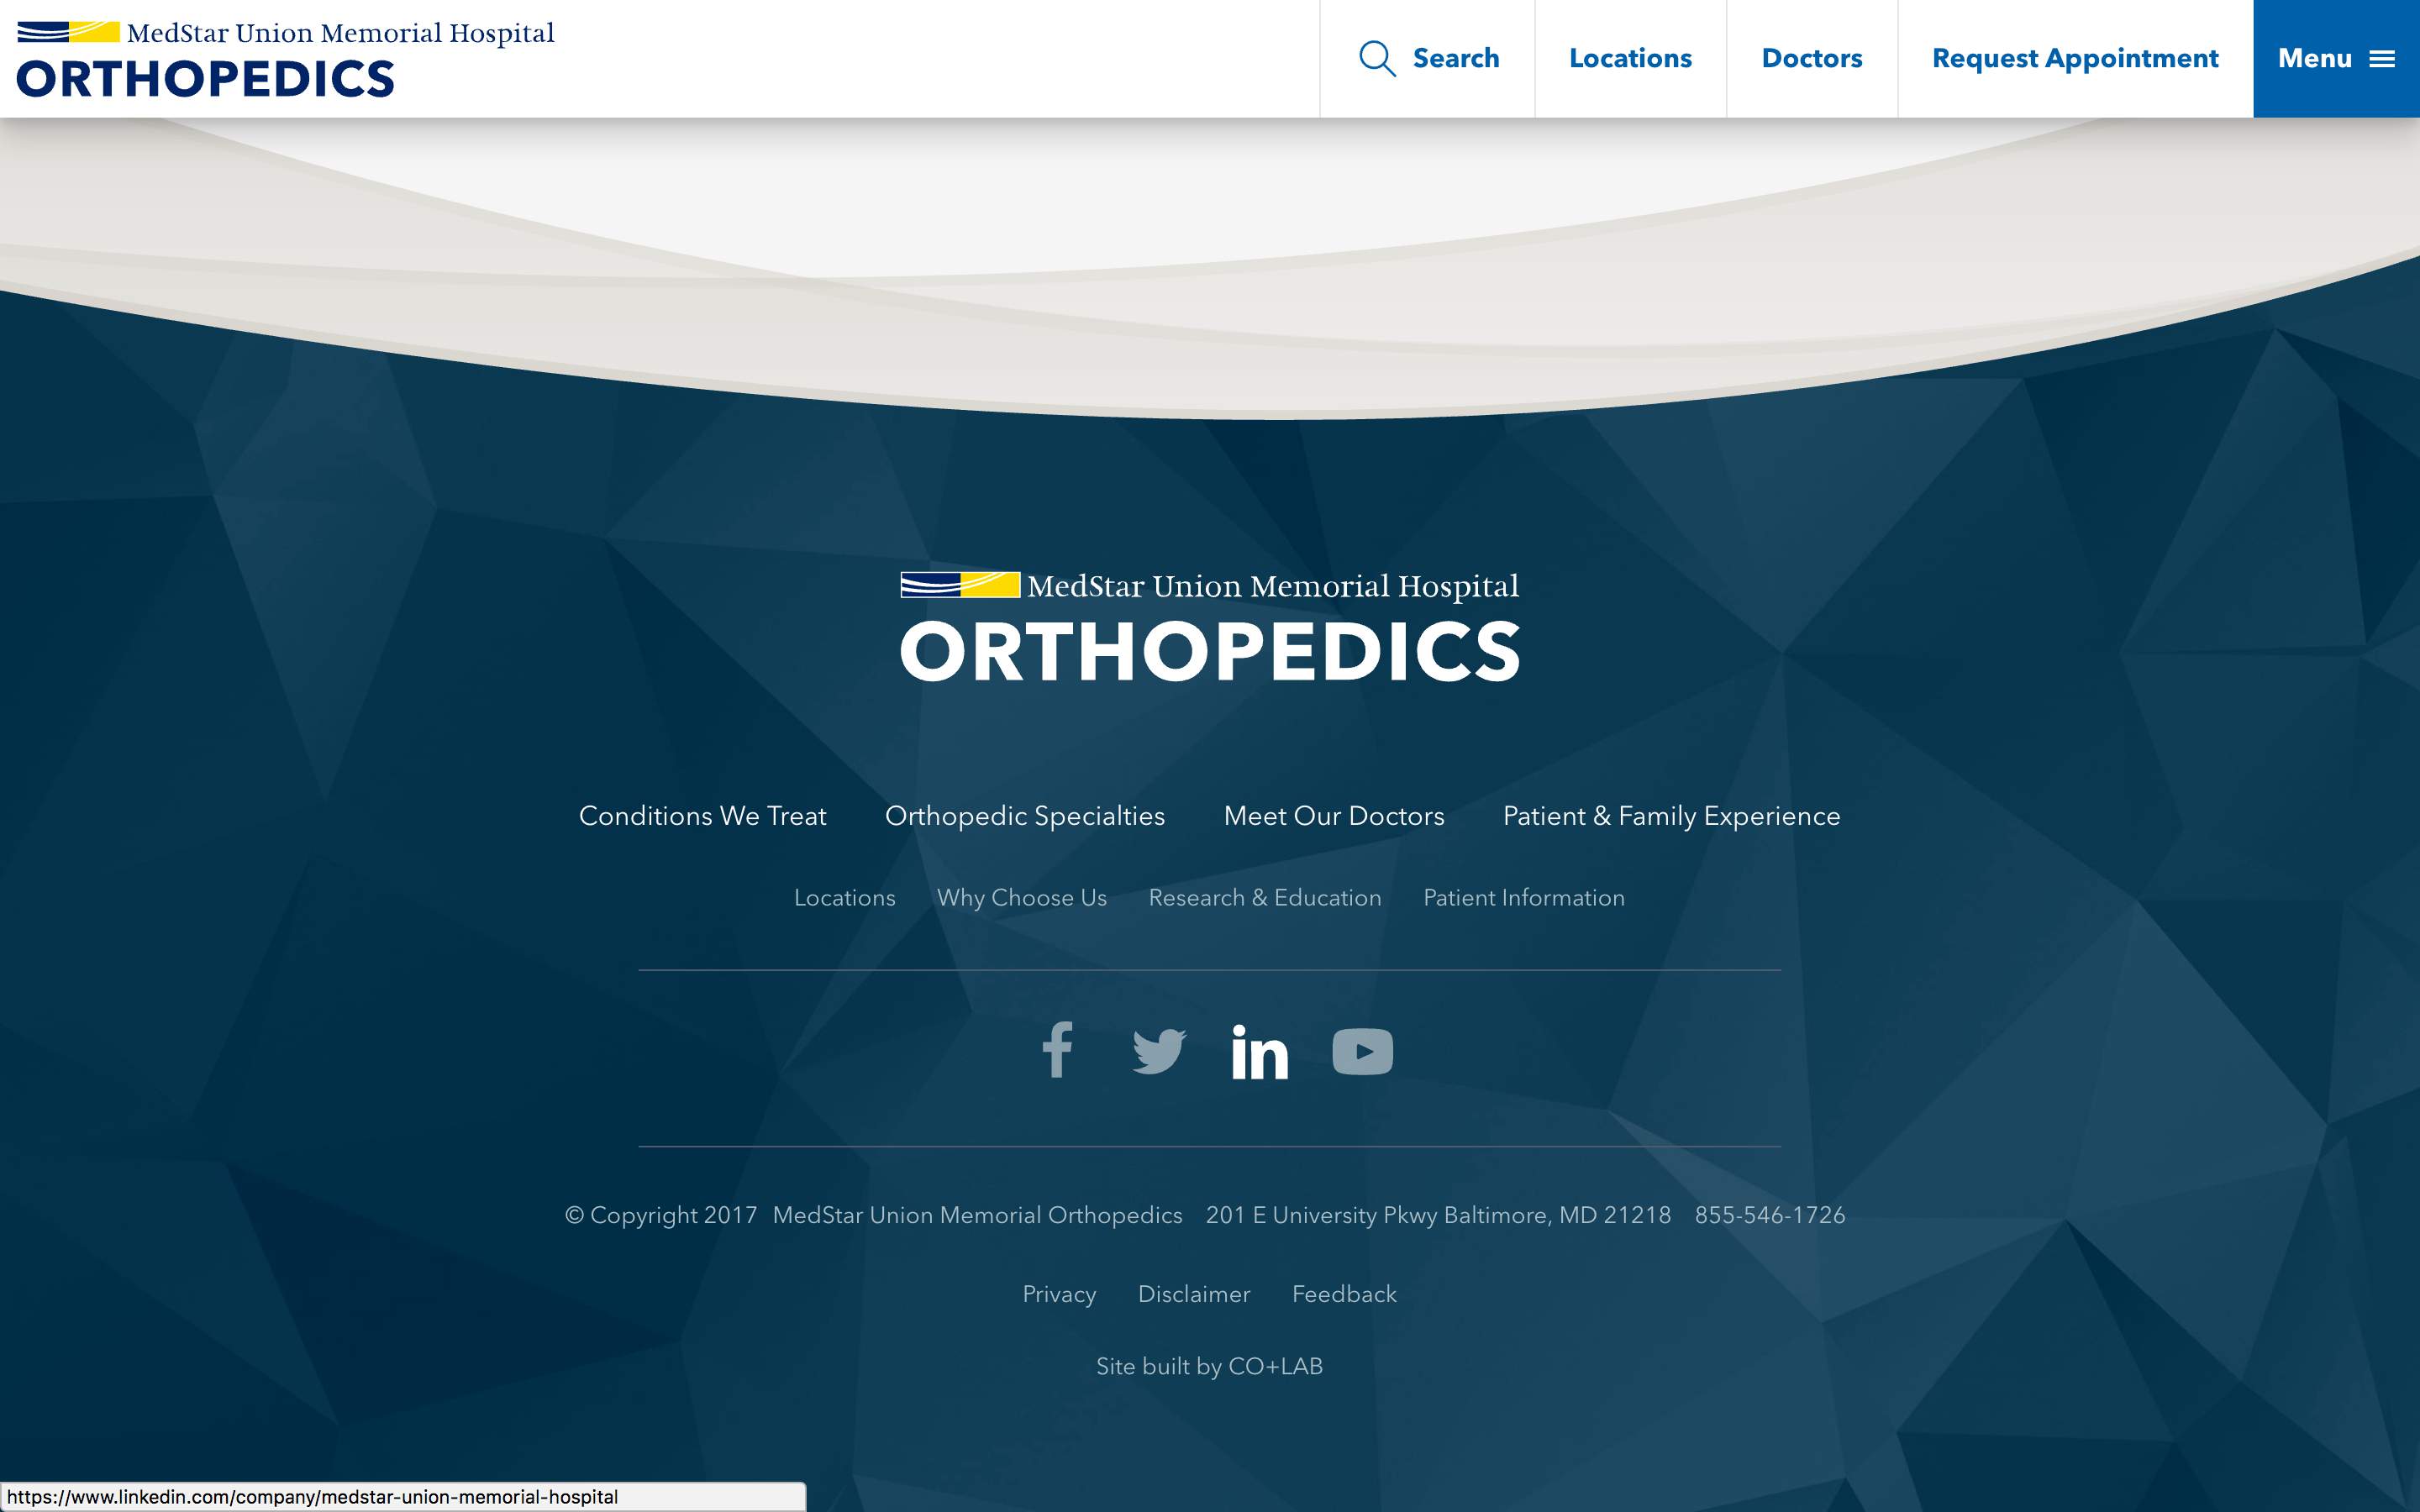 MedStar Union Memorial Hospital
ORTHOPEDICS
Search Locations Doctors Request Appointment Menu
MedStar Union Memorial Hospital
ORTHOPEDICS
Conditions We Treat Orthopedic Specialties Meet Our Doctors Patient & Family Experience
Locations Why Choose Us Research & Education Patient Information
in
© Copyright 2017 MedStar Union Memorial Orthopedics 201 E University Pkwy Baltimore, MD 21218 855-546-1726
Privacy Disclaimer Feedback
Site built by CO+LAB
https://www.linkedin.com/company/medstar-union-memorial-hospital